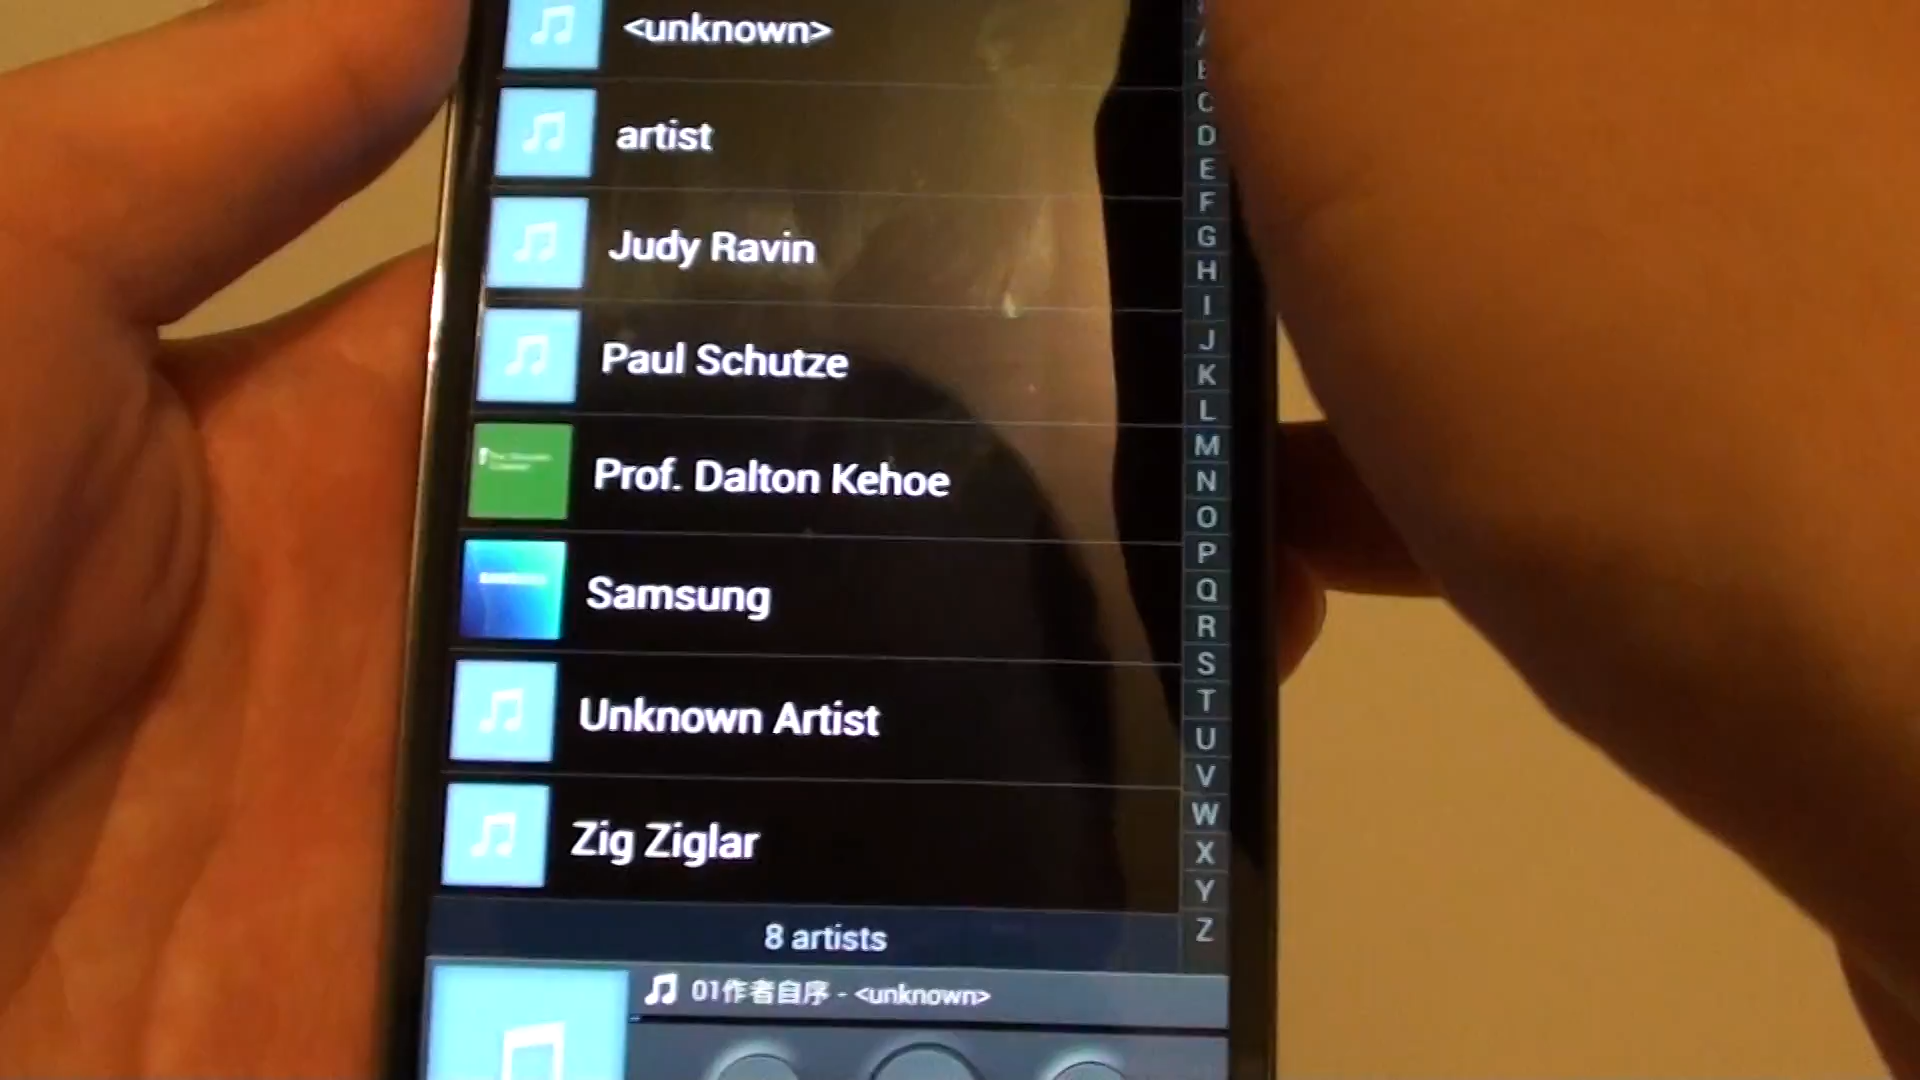 <unknown>
artist
Judy Ravin
Paul Schutze
Prof. Dalton Kehoe
Samsung
Unknown Artist
Zig Ziglar
8 artists
01作者自序 - <unknown>
A
B
C
D
E
F
G
H
I
J
K
L
M
N
O
P
Q
R
S
T
U
V
W
X
Y
Z